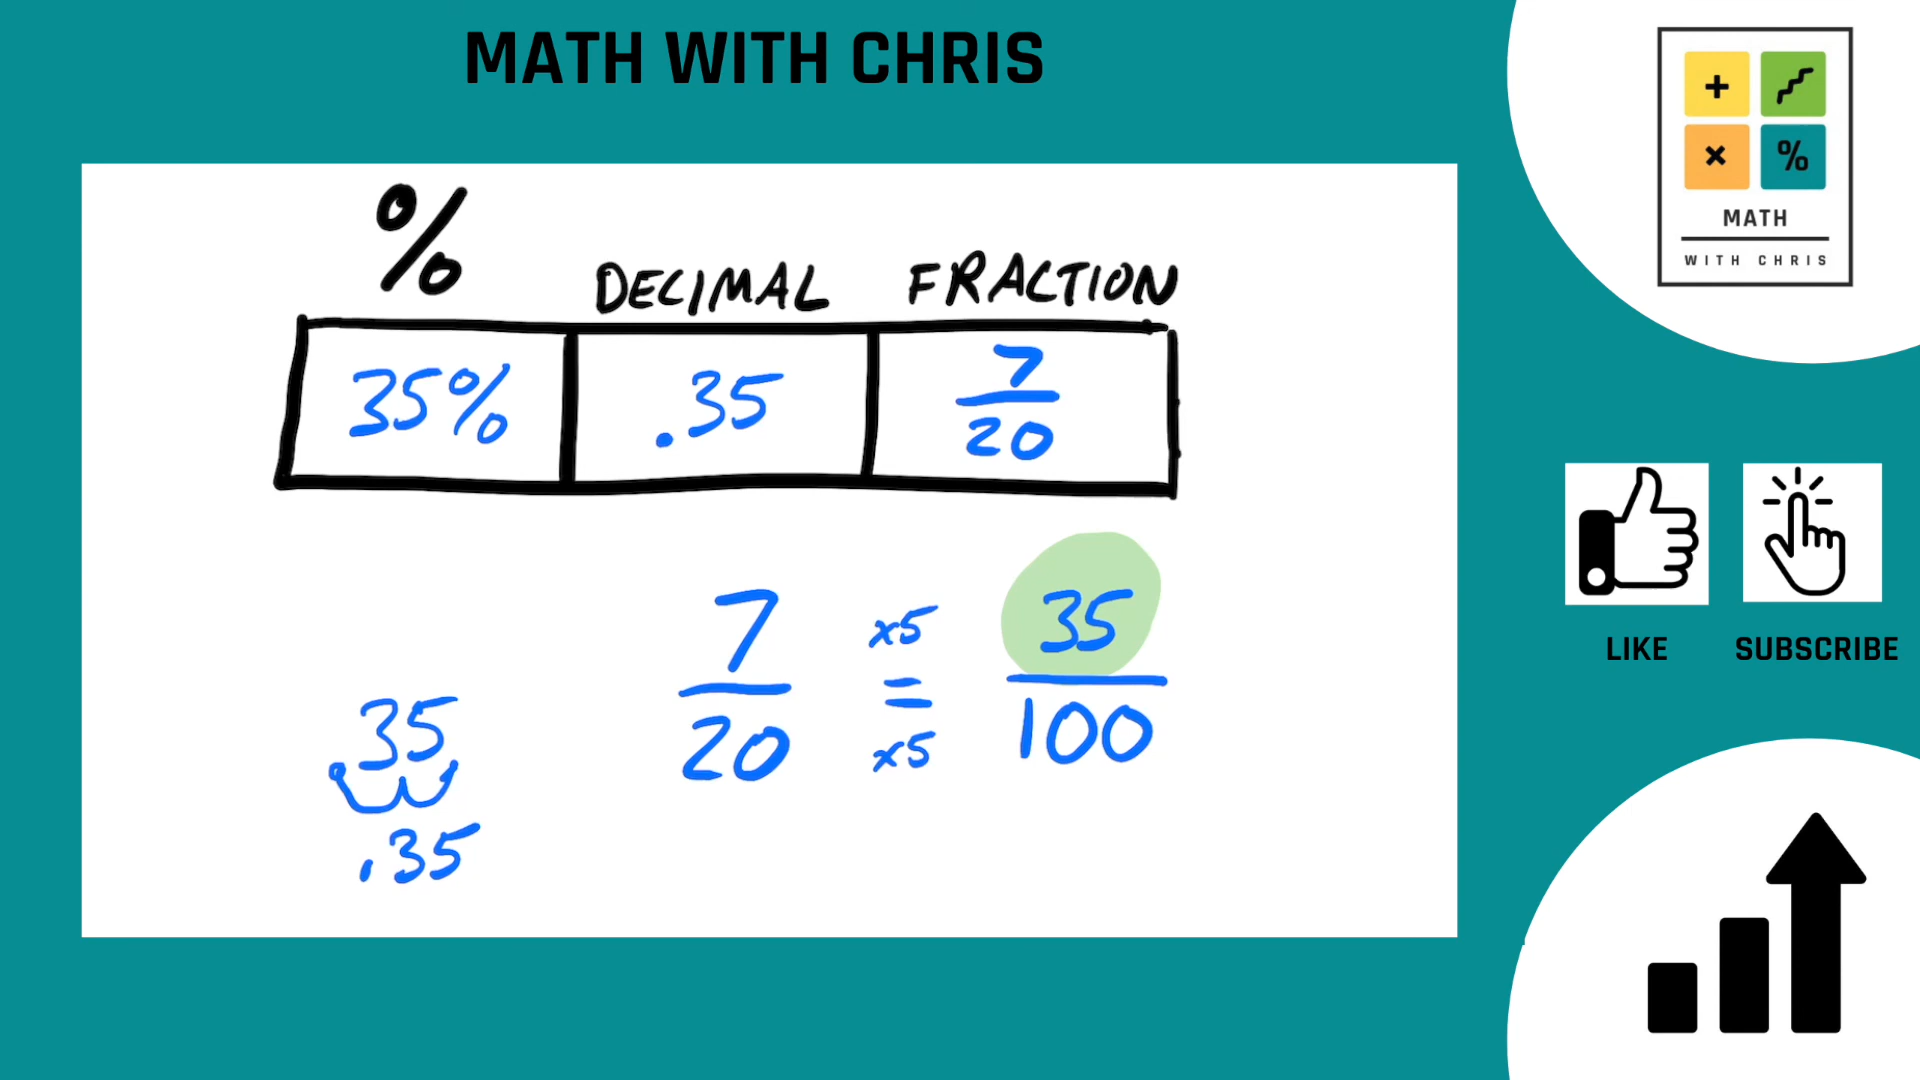 MATH WITH CHRIS
+
×
%
MATH
WITH CHRIS
%
DECIMAL
FRACTION
35%
.35
7
20
7
20
x5
=
x5
35
100
35
.35
LIKE
SUBSCRIBE